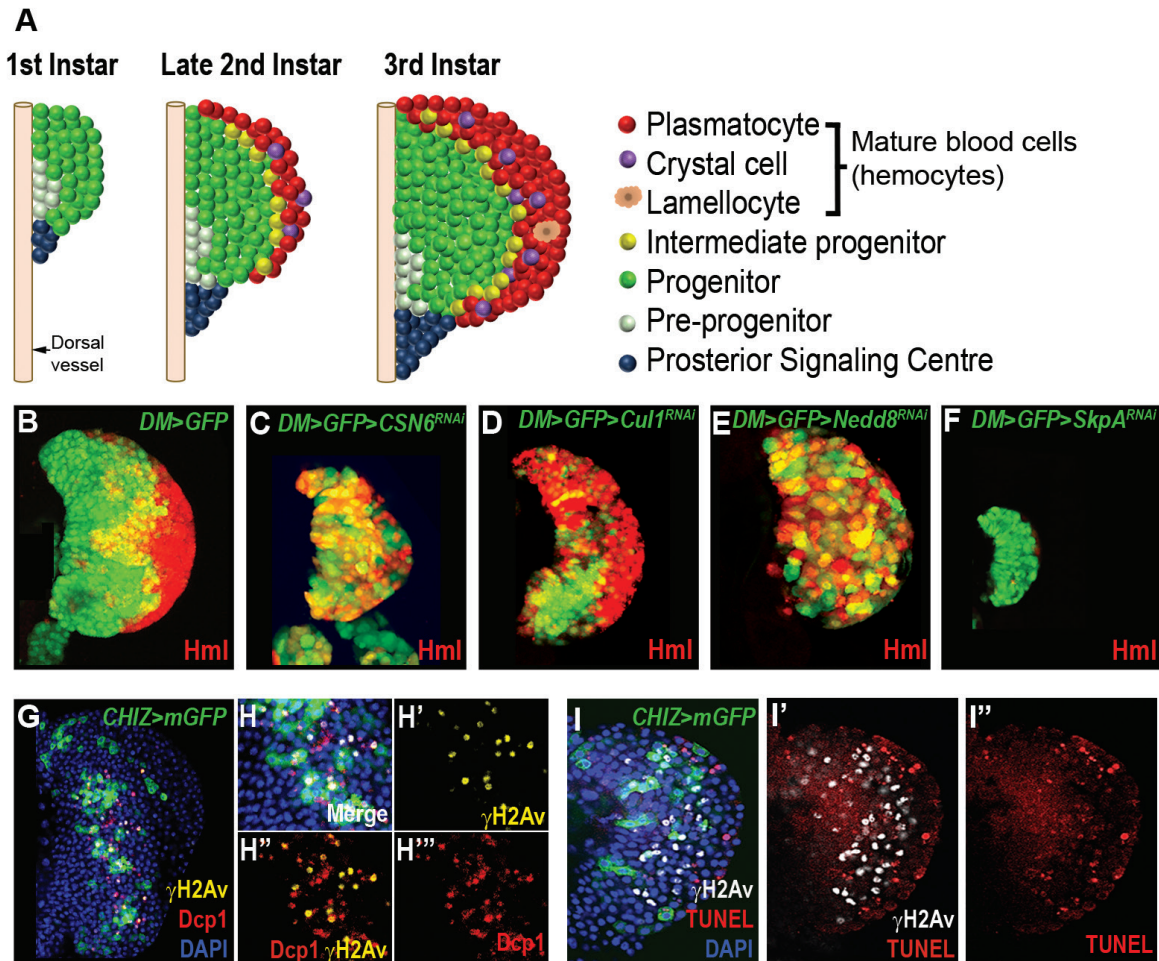 A
1st Instar
Late 2nd Instar
3rd Instar
Dorsal
vessel
Plasmatocyte
Crystal cell
Lamellocyte
Mature blood cells
(hemocytes)
Intermediate progenitor
Progenitor
Pre-progenitor
Prosterior Signaling Centre
B
DM>GFP
Hml
C
DM>GFP>CSN6RNAi
Hml
D
DM>GFP>Cul1RNAi
Hml
E
DM>GFP>Nedd8RNAi
Hml
F
DM>GFP>SkpARNAi
Hml
G
CHIZ>mGFP
γH2Av
Dcp1
DAPI
H
Merge
H'
γH2Av
H''
Dcp1 γH2Av
H'''
Dcp1
I
CHIZ>mGFP
γH2Av
TUNEL
DAPI
I'
γH2Av
TUNEL
I''
TUNEL